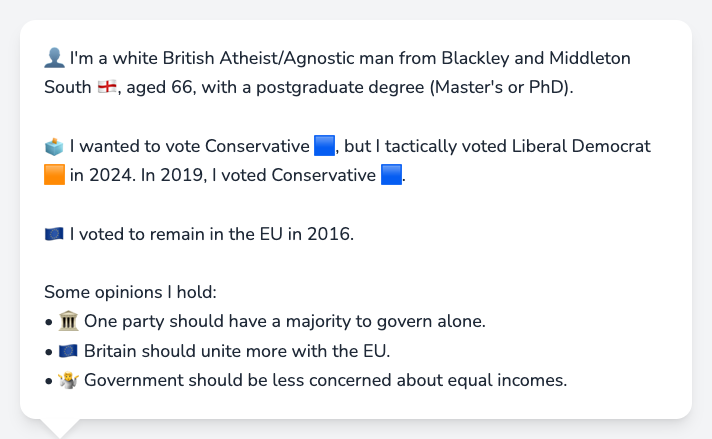 👤 I'm a white British Atheist/Agnostic man from Blackley and Middleton
South 🏴󠁧󠁢󠁥󠁮󠁧󠁿, aged 66, with a postgraduate degree (Master's or PhD).
🗳️ I wanted to vote Conservative 🟦, but I tactically voted Liberal Democrat
🟧 in 2024. In 2019, I voted Conservative 🟦.
🇪🇺 I voted to remain in the EU in 2016.
Some opinions I hold:
• 🏛️ One party should have a majority to govern alone.
• 🇪🇺 Britain should unite more with the EU.
• 🤷 Government should be less concerned about equal incomes.